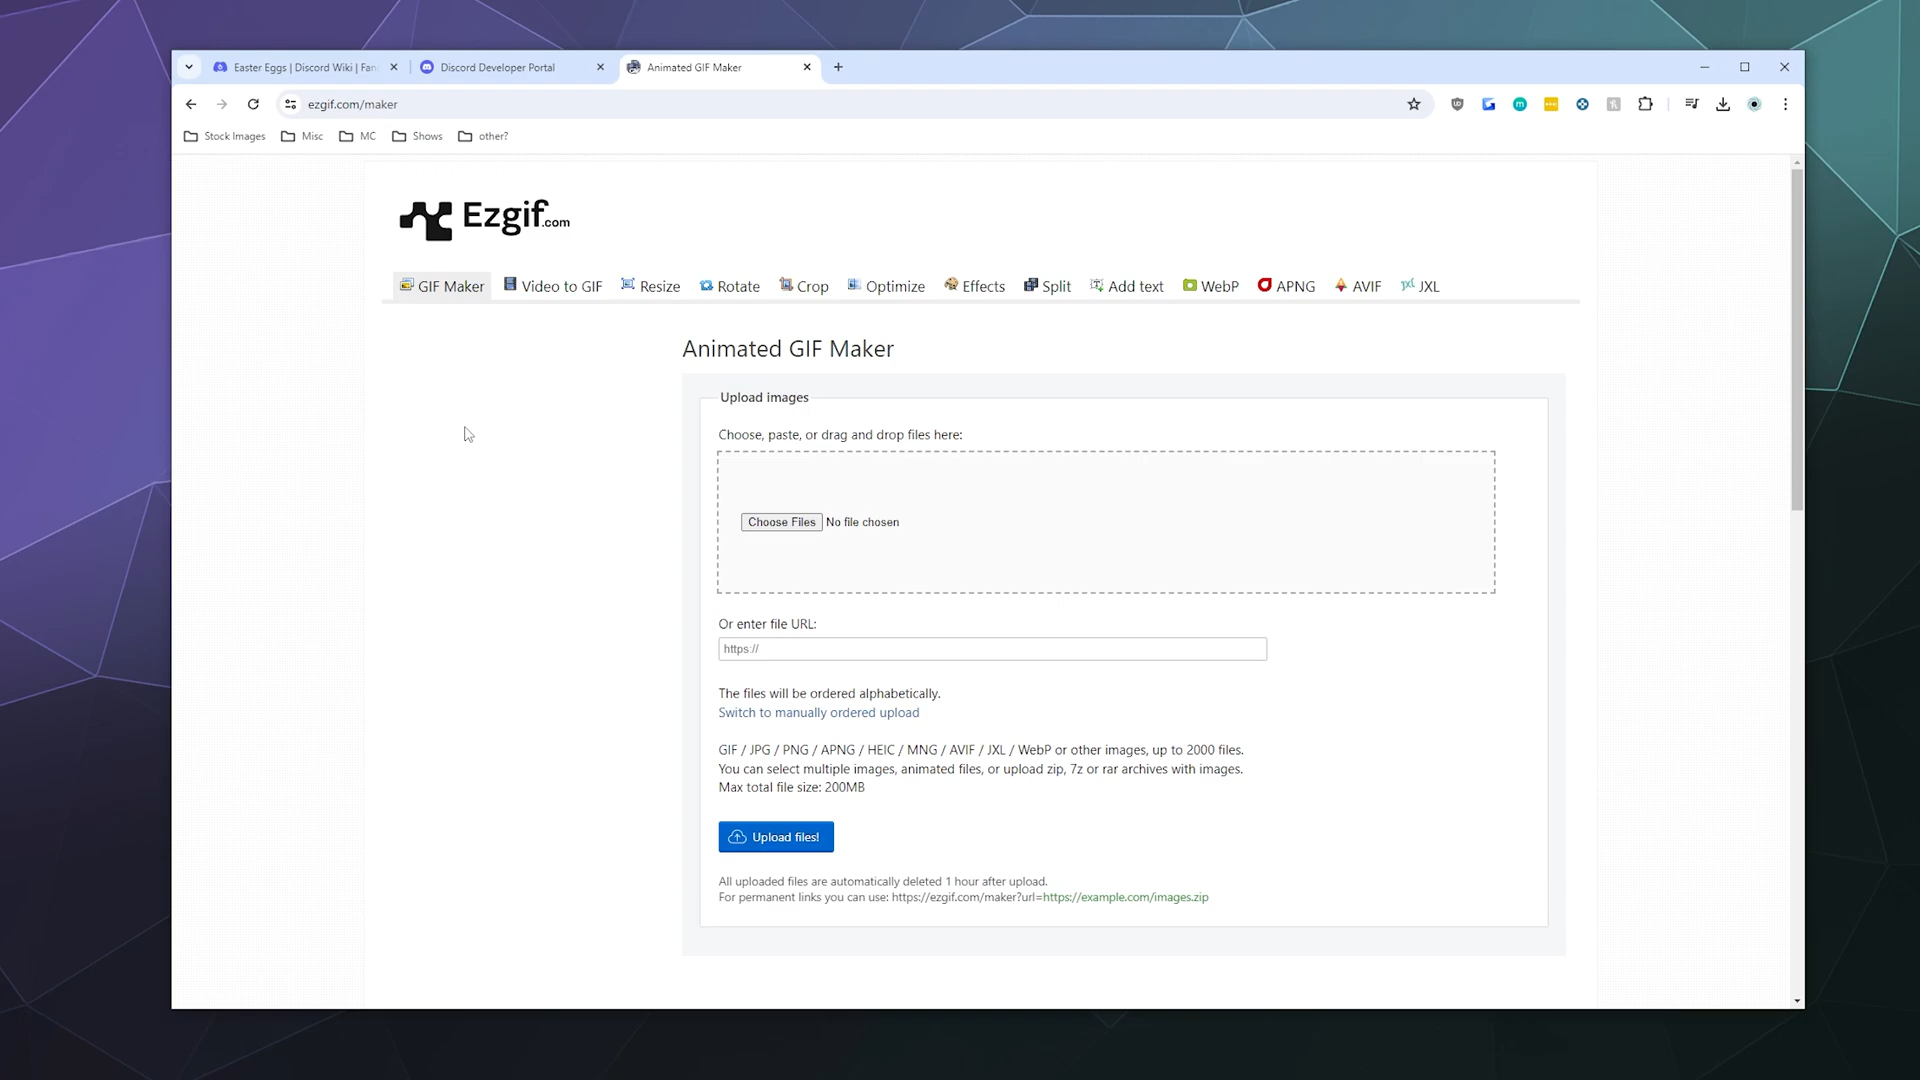 Easter Eggs | Discord Wiki | Fan
Discord Developer Portal
Animated GIF Maker
ezgif.com/maker
Stock Images
Misc
MC
Shows
other?
Ezgif.com
GIF Maker
Video to GIF
Resize
Rotate
Crop
Optimize
Effects
Split
Add text
WebP
APNG
AVIF
JXL
Animated GIF Maker
Upload images
Choose, paste, or drag and drop files here:
Choose Files No file chosen
Or enter file URL:
https://
The files will be ordered alphabetically.
Switch to manually ordered upload
GIF / JPG / PNG / APNG / HEIC / MNG / AVIF / JXL / WebP or other images, up to 2000 files.
You can select multiple images, animated files, or upload zip, 7z or rar archives with images.
Max total file size: 200MB
Upload files!
All uploaded files are automatically deleted 1 hour after upload.
For permanent links you can use: https://ezgif.com/maker?url=https://example.com/images.zip